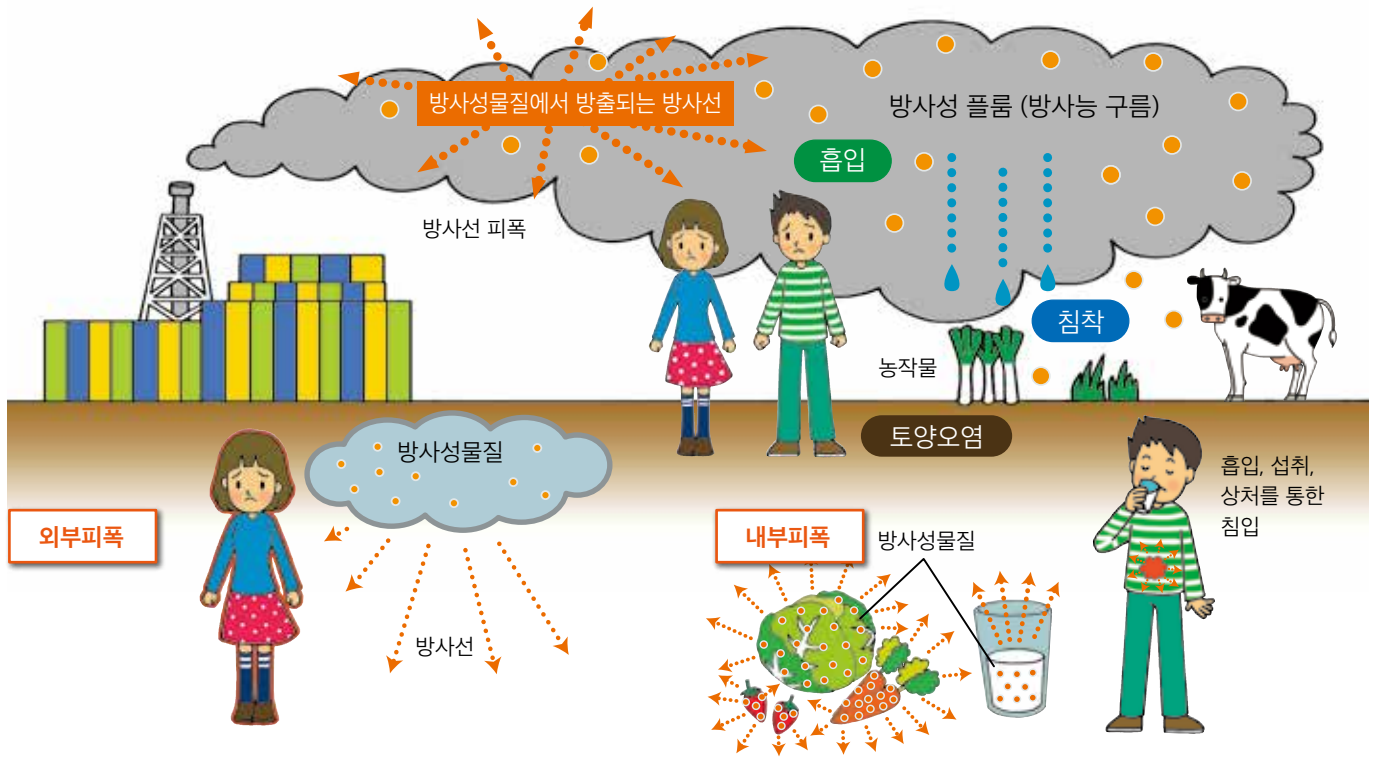 방사성물질에서 방출되는 방사선
방사성 플룸 (방사능 구름)
흡입
방사선 피폭
침착
농작물
토양오염
방사성물질
외부피폭
방사선
내부피폭
방사성물질
흡입, 섭취,
상처를 통한
침입